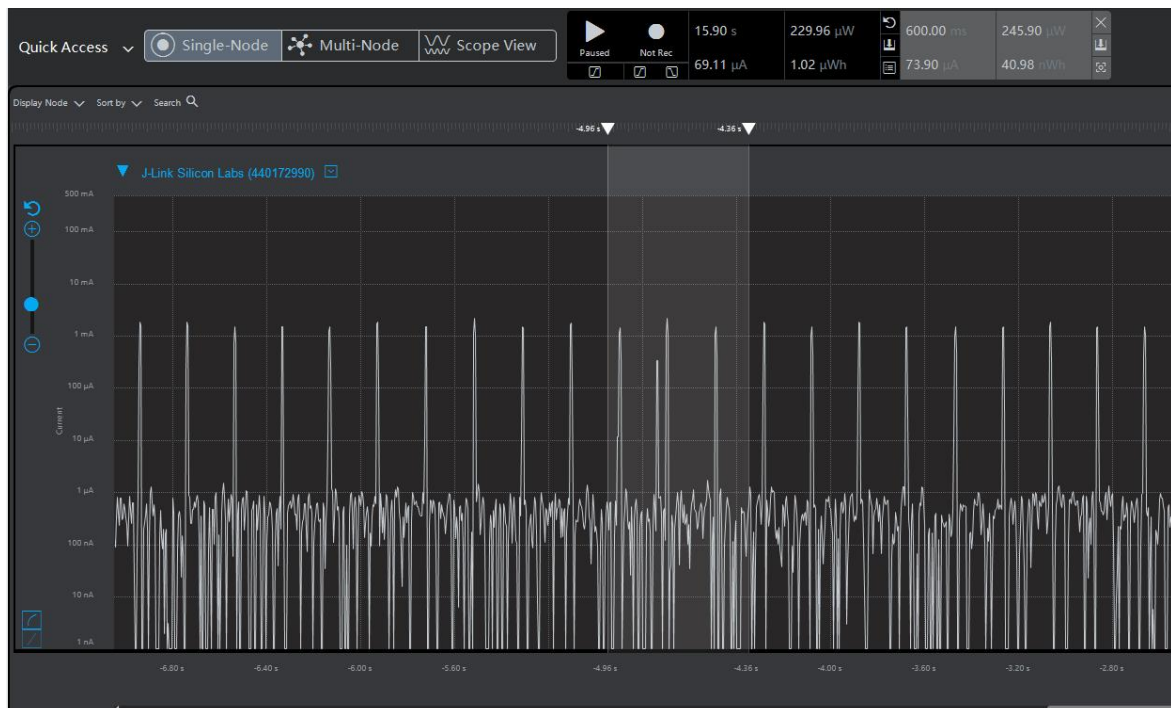 Quick Access
Single-Node
Multi-Node
Scope View
Paused
Not Rec
15.90 s
229.96 µW
69.11 µA
1.02 µWh
600.00 ms
245.90 µW
73.90 µA
40.98 nWh
Display Node
Sort by
Search
-4.96 s
-4.36 s
J-Link Silicon Labs (440172990)
500 mA
100 mA
10 mA
1 mA
100 µA
10 µA
1 µA
100 nA
10 nA
1 nA
Current
-6.80 s
-6.40 s
-6.00 s
-5.60 s
-4.96 s
-4.36 s
-4.00 s
-3.60 s
-3.20 s
-2.80 s